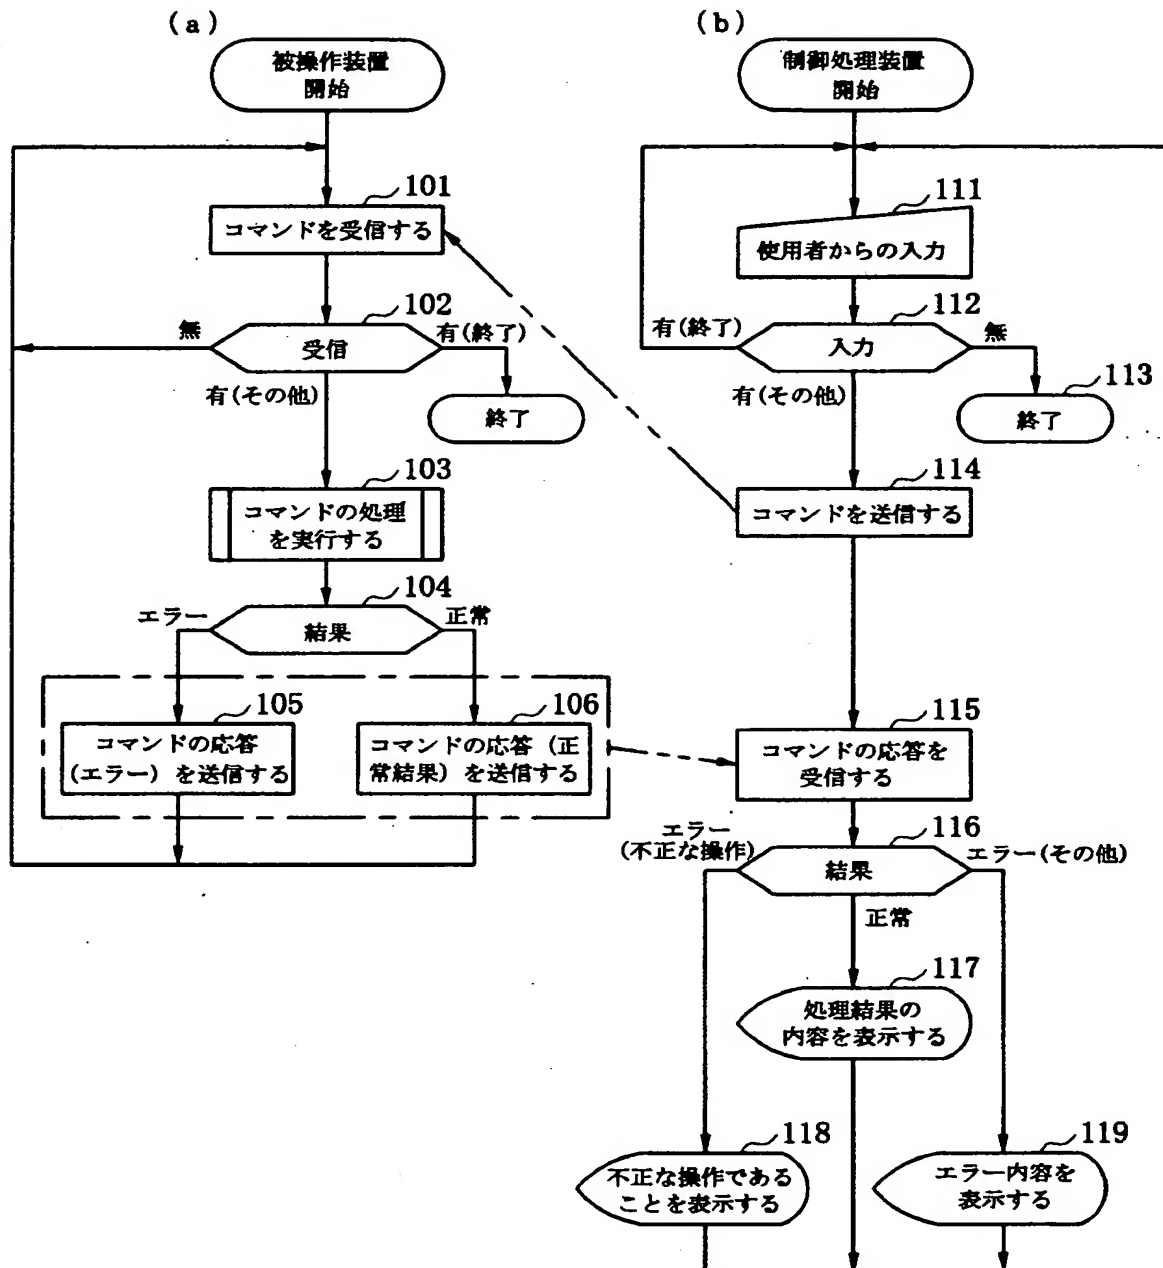 (a)
被操作装置
開始
101
コマンドを受信する
102
無
受信
有(終了)
有(その他)
終了
103
コマンドの処理
を実行する
104
エラー
結果
正常
105
コマンドの応答
(エラー) を送信する
106
コマンドの応答 (正
常結果) を送信する
(b)
制御処理装置
開始
111
使用者からの入力
112
有(終了)
入力
無
113
有(その他)
終了
114
コマンドを送信する
115
コマンドの応答を
受信する
116
エラー
(不正な操作)
結果
エラー(その他)
正常
117
処理結果の
内容を表示する
118
不正な操作である
ことを表示する
119
エラー内容を
表示する